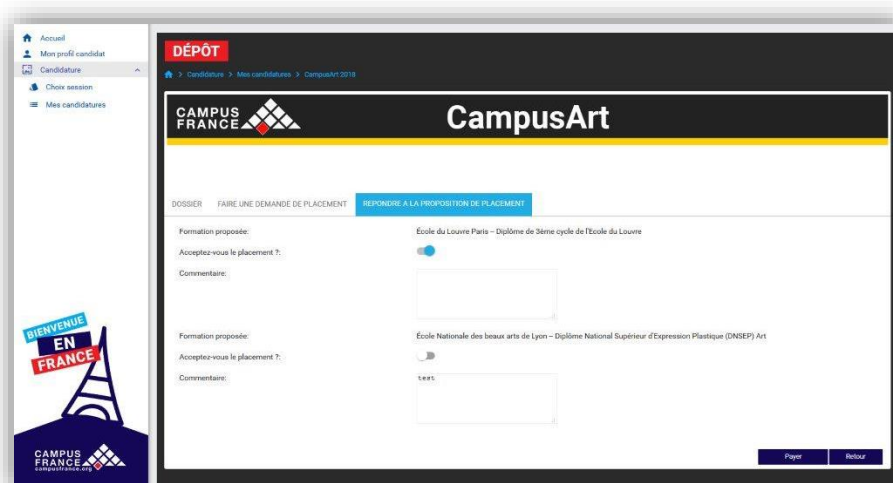 Accueil
Mon profil candidat
Candidature
Choix session
Mes candidatures
BIENVENUE
EN
FRANCE
CAMPUS
FRANCE
campusfrance.org
DÉPÔT
> Candidature > Mes candidatures > CampusArt 2018
CAMPUS
FRANCE
CampusArt
DOSSIER FAIRE UNE DEMANDE DE PLACEMENT REPONDRE A LA PROPOSITION DE PLACEMENT
Formation proposée: École du Louvre Paris – Diplôme de 3ème cycle de l'Ecole du Louvre
Acceptez-vous le placement ?:
Commentaire:
Formation proposée: École Nationale des beaux arts de Lyon – Diplôme National Supérieur d'Expression Plastique (DNSEP) Art
Acceptez-vous le placement ?:
Commentaire: test
Payer Retour